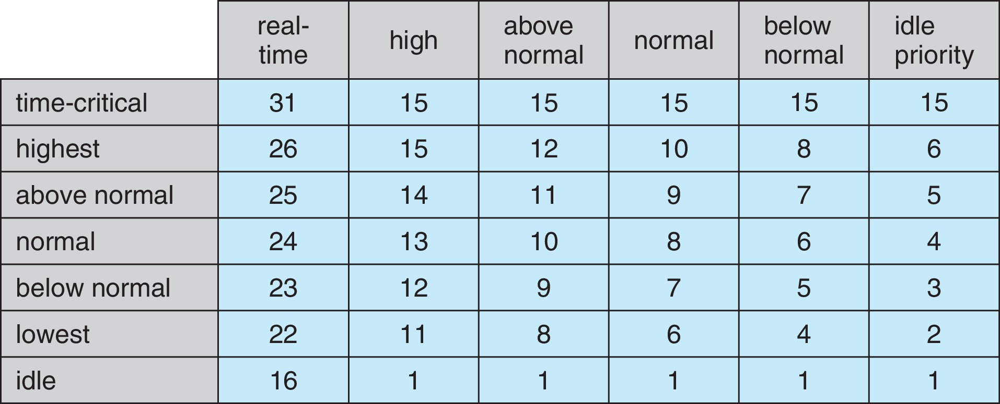 real-
time
high
above
normal
normal
below
normal
idle
priority
time-critical 31 15 15 15 15 15
highest 26 15 12 10 8 6
above normal 25 14 11 9 7 5
normal 24 13 10 8 6 4
below normal 23 12 9 7 5 3
lowest 22 11 8 6 4 2
idle 16 1 1 1 1 1